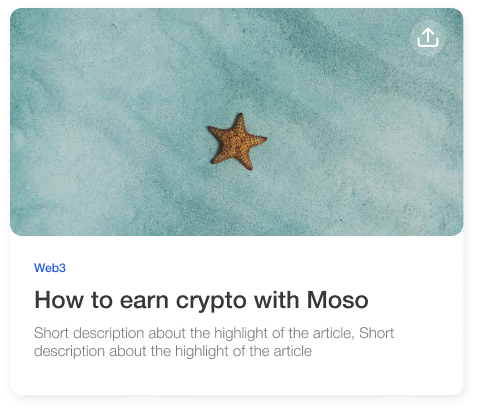 Web3
How to earn crypto with Moso
Short description about the highlight of the article, Short
description about the highlight of the article